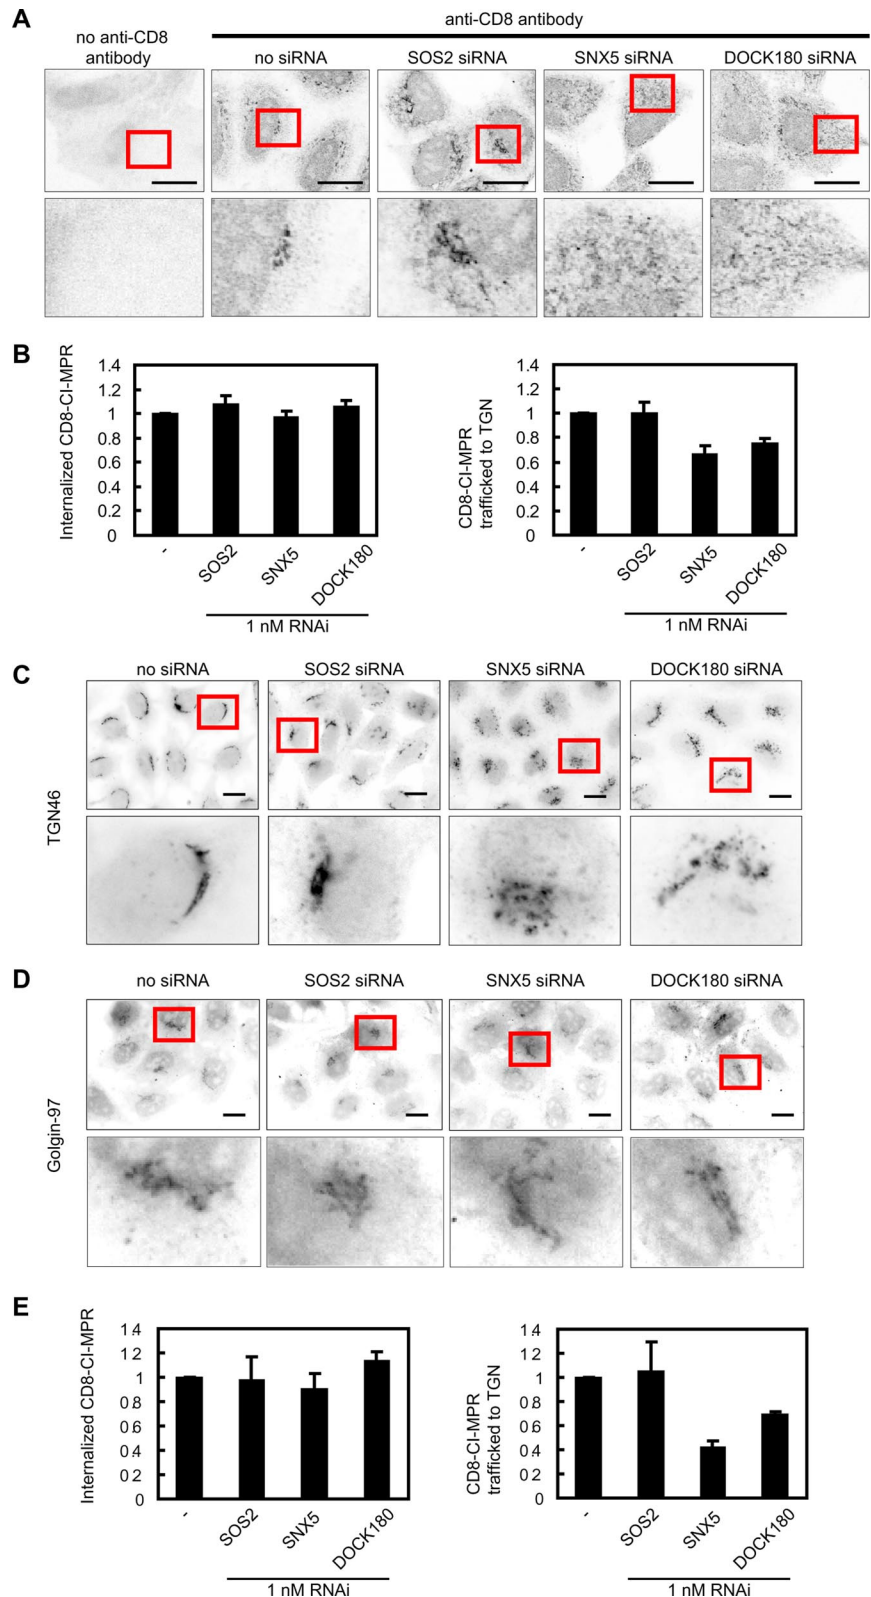 A
anti-CD8 antibody
no anti-CD8
antibody
no siRNA
SOS2 siRNA
SNX5 siRNA
DOCK180 siRNA
B
Internalized CD8-CI-MPR
1.4
1.2
1
0.8
0.6
0.4
0.2
0
-
SOS2
SNX5
DOCK180
1 nM RNAi
CD8-CI-MPR
trafficked to TGN
1.4
1.2
1
0.8
0.6
0.4
0.2
0
-
SOS2
SNX5
DOCK180
1 nM RNAi
C
no siRNA
SOS2 siRNA
SNX5 siRNA
DOCK180 siRNA
TGN46
D
no siRNA
SOS2 siRNA
SNX5 siRNA
DOCK180 siRNA
Golgin-97
E
Internalized CD8-CI-MPR
1 4
1 2
1
0 8
0 6
0 4
0 2
0
-
SOS2
SNX5
DOCK180
1 nM RNAi
CD8-CI-MPR
trafficked to TGN
1 4
1 2
1
0 8
0 6
0 4
0 2
0
-
SOS2
SNX5
DOCK180
1 nM RNAi